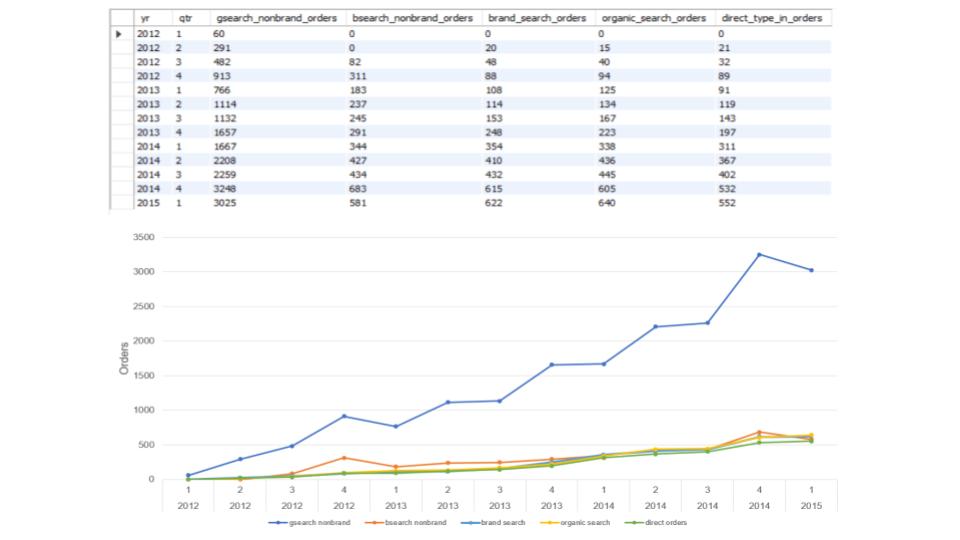 yr qtr gsearch_nonbrand_orders bsearch_nonbrand_orders brand_search_orders organic_search_orders direct_type_in_orders
2012 1 60 0 0 0 0
2012 2 291 0 20 15 21
2012 3 482 82 48 40 32
2012 4 913 311 88 94 89
2013 1 766 183 108 125 91
2013 2 1114 237 114 134 119
2013 3 1132 245 153 167 143
2013 4 1657 291 248 223 197
2014 1 1667 344 354 338 311
2014 2 2208 427 410 436 367
2014 3 2259 434 432 445 402
2014 4 3248 683 615 605 532
2015 1 3025 581 622 640 552
3500
3000
2500
2000
1500
1000
500
0
Orders
1 2 3 4 1 2 3 4 1 2 3 4 1
2012 2012 2012 2012 2013 2013 2013 2013 2014 2014 2014 2014 2015
gsearch nonbrand bsearch nonbrand brand search organic search direct orders